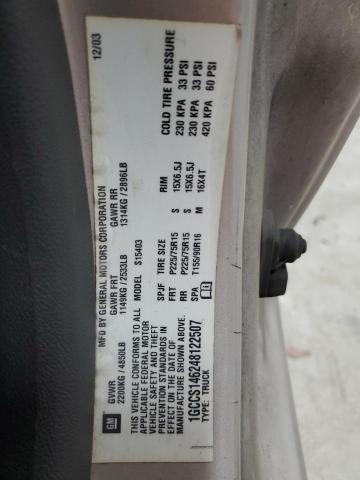 MFD BY GENERAL MOTORS CORPORATION 12/03
GVWR GAWR FRT GAWR RR
2200KG / 4850LB 1149KG / 2533LB 1314KG / 2896LB
THIS VEHICLE CONFORMS TO ALL
APPLICABLE FEDERAL MOTOR
VEHICLE SAFETY AND THEFT
PREVENTION STANDARDS IN
EFFECT ON THE DATE OF
MANUFACTURE SHOWN ABOVE.
1GCCS146248122507
TYPE: TRUCK
MODEL: S15403
SPJF TIRE SIZE RIM COLD TIRE PRESSURE
FRT P225/75R15 S 15X6.5J 230 KPA 33 PSI
RR P225/75R15 S 15X6.5J 230 KPA 33 PSI
SPA T155/90R16 M 16X4T 420 KPA 60 PSI
GM